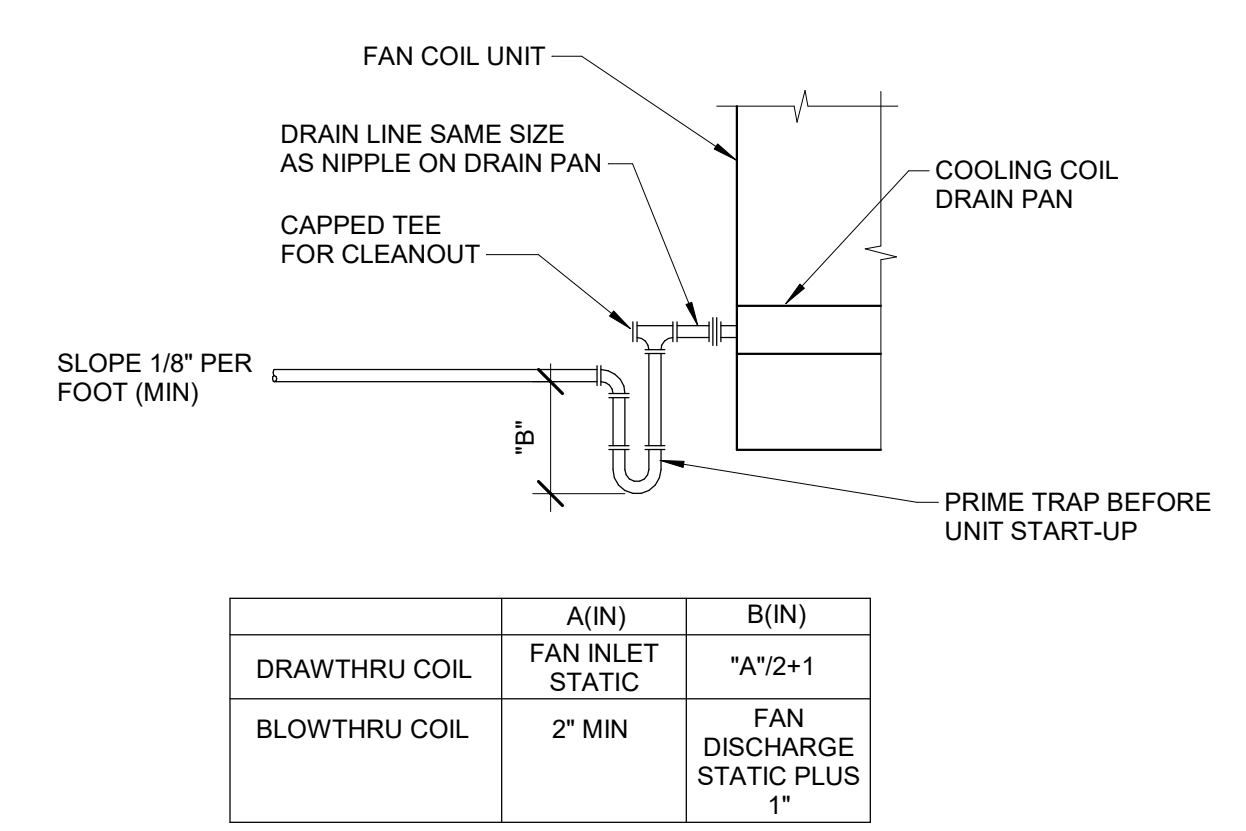 FAN COIL UNIT
DRAIN LINE SAME SIZE
AS NIPPLE ON DRAIN PAN
COOLING COIL
DRAIN PAN
CAPPED TEE
FOR CLEANOUT
SLOPE 1/8" PER
FOOT (MIN)
"B"
PRIME TRAP BEFORE
UNIT START-UP
A(IN) B(IN)
DRAWTHRU COIL
FAN INLET
STATIC
"A"/2+1
BLOWTHRU COIL
2" MIN
FAN
DISCHARGE
STATIC PLUS
1"